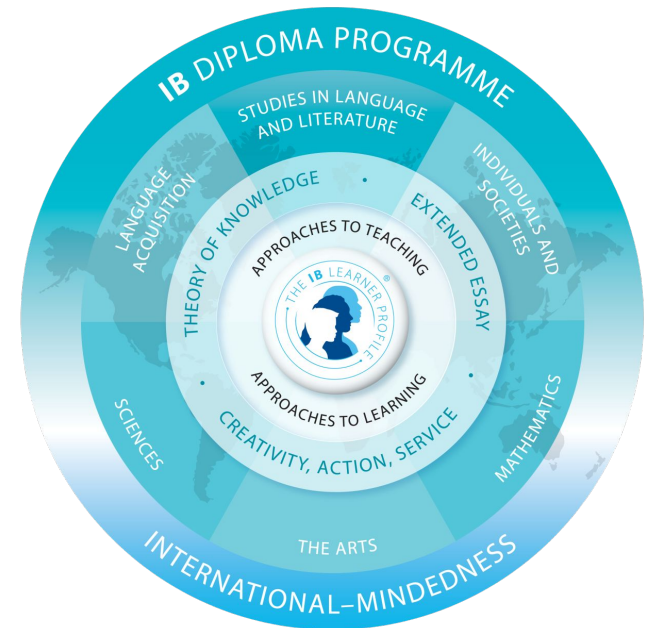 IB DIPLOMA PROGRAMME
STUDIES IN LANGUAGE
AND LITERATURE
LANGUAGE
ACQUISITION
INDIVIDUALS AND
SOCIETIES
THEORY OF KNOWLEDGE
•
EXTENDED ESSAY
APPROACHES TO TEACHING
• THE IB LEARNER PROFILE •
®
APPROACHES TO LEARNING
•
•
CREATIVITY, ACTION, SERVICE
SCIENCES
MATHEMATICS
THE ARTS
INTERNATIONAL–MINDEDNESS